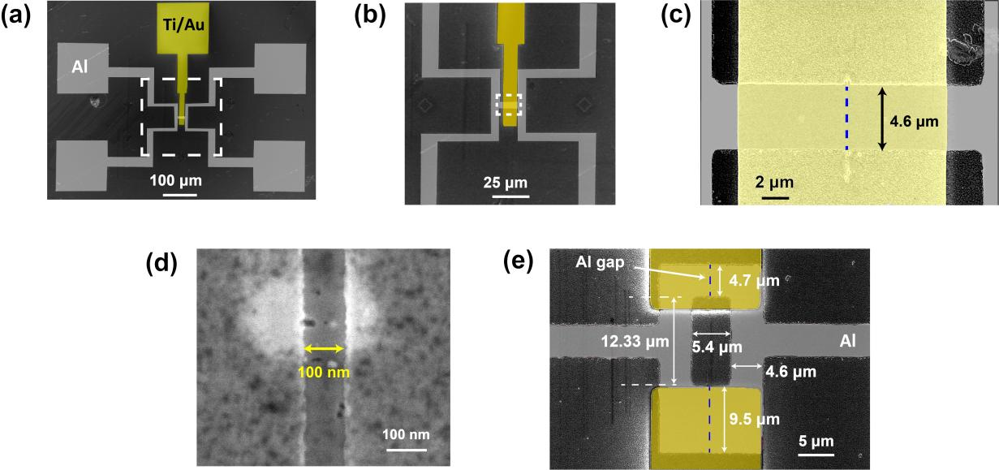 (a)
Ti/Au
Al
100 µm
(b)
25 µm
(c)
4.6 µm
2 µm
(d)
100 nm
100 nm
(e)
Al gap
4.7 µm
12.33 µm
5.4 µm
Al
4.6 µm
9.5 µm
5 µm